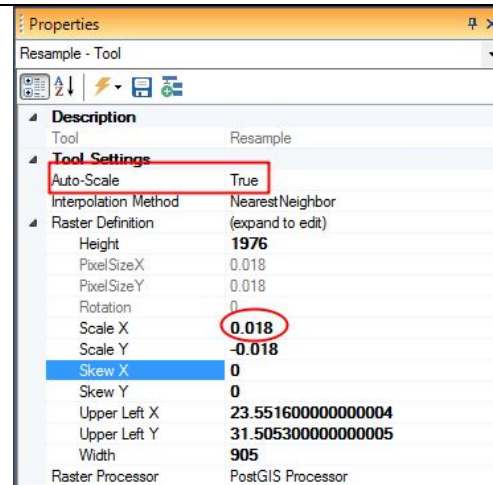 Properties
Resample - Tool
Description
Tool Resample
Tool Settings
Auto-Scale True
Interpolation Method NearestNeighbor
Raster Definition (expand to edit)
Height 1976
PixelSizeX 0.018
PixelSizeY 0.018
Rotation 0
Scale X 0.018
Scale Y -0.018
Skew X 0
Skew Y 0
Upper Left X 23.551600000000004
Upper Left Y 31.505300000000005
Width 905
Raster Processor PostGIS Processor